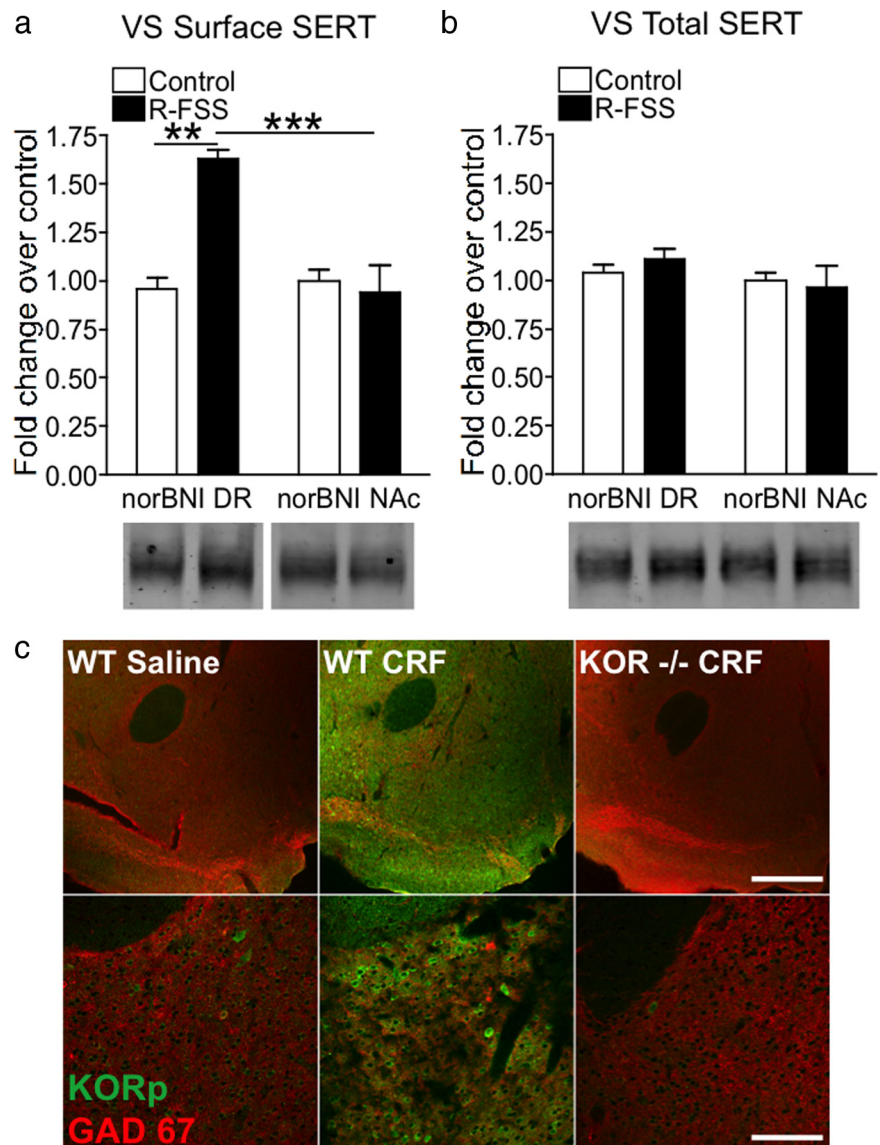 a
VS Surface SERT
Control
R-FSS
**
***
Fold change over control
1.75
1.50
1.25
1.00
0.75
0.50
0.25
0.00
norBNI DR
norBNI NAc
b
VS Total SERT
Control
R-FSS
Fold change over control
1.75
1.50
1.25
1.00
0.75
0.50
0.25
0.00
norBNI DR
norBNI NAc
c
WT Saline
WT CRF
KOR -/- CRF
KORp
GAD 67